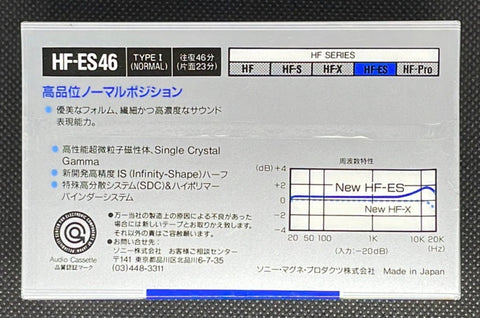 HF-ES46
TYPE I
(NORMAL)
往復46分
(片面23分)
HF SERIES
HF HF-S HF-X HF-ES HF-Pro
高品位ノーマルポジション
● 優美なフォルム、繊細かつ高濃度なサウンド
表現能力。
● 高性能超微粒子磁性体、Single Crystal
Gamma
● 新開発高精度 IS (Infinity-Shape)ハーフ
● 特殊高分散システム(SDC)&ハイポリマー
バインダーシステム
周波数特性
(dB) +4
+2
0
-2
-4
New HF-ES
New HF-X
20 50 100 1K 10K 20K
(入力:-20dB) (Hz)
Audio Cassette
品質認証マーク
● 万一当社の製造上の原因による不良があった
場合には新しいテープとお取りかえ致します。
それ以外の責はご容赦願います。
● お問い合せ先:
ソニー株式会社 お客様ご相談センター
〒141 東京都品川区北品川6-7-35
(03)448-3311
ソニー・マグネ・プロダクツ株式会社 Made in Japan